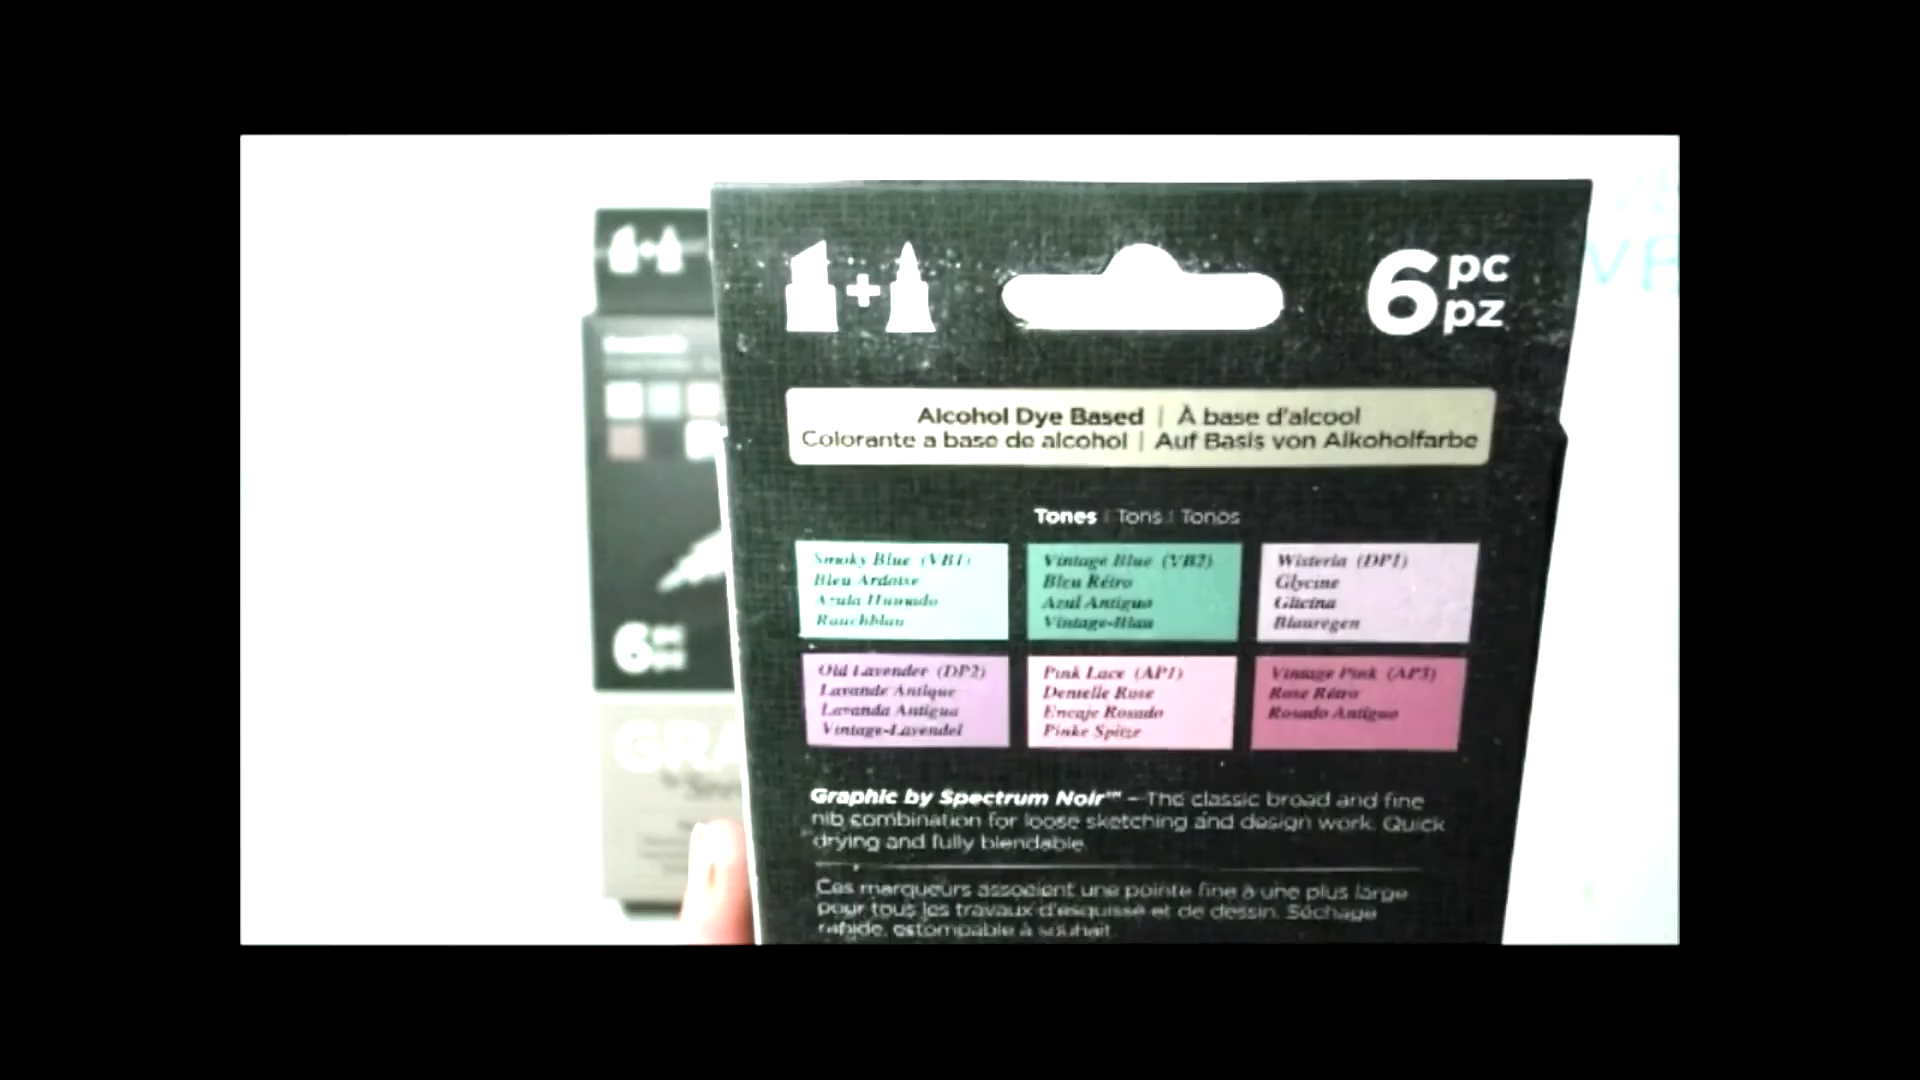 6 pc
pz
Alcohol Dye Based | À base d'alcool
Colorante a base de alcohol | Auf Basis von Alkoholfarbe
Tones | Tons | Tonos
Smoky Blue (VB1)
Bleu Ardoise
Azula Humado
Rauchblau
Vintage Blue (VB2)
Bleu Rétro
Azul Antiguo
Vintage-Blau
Wisteria (DP1)
Glycine
Glicina
Blauregen
Old Lavender (DP2)
Lavande Antique
Lavanda Antigua
Vintage-Lavendel
Pink Lace (AP1)
Dentelle Rose
Encaje Rosado
Pinke Spitze
Vintage Pink (AP3)
Rose Rétro
Rosado Antiguo
Graphic by Spectrum Noir™ – The classic broad and fine
nib combination for loose sketching and design work. Quick
drying and fully blendable.
Ces marqueurs associent une pointe fine à une plus large
pour tous les travaux d'esquisse et de dessin. Séchage
rapide, estompable à souhait.
6
GRA
VB